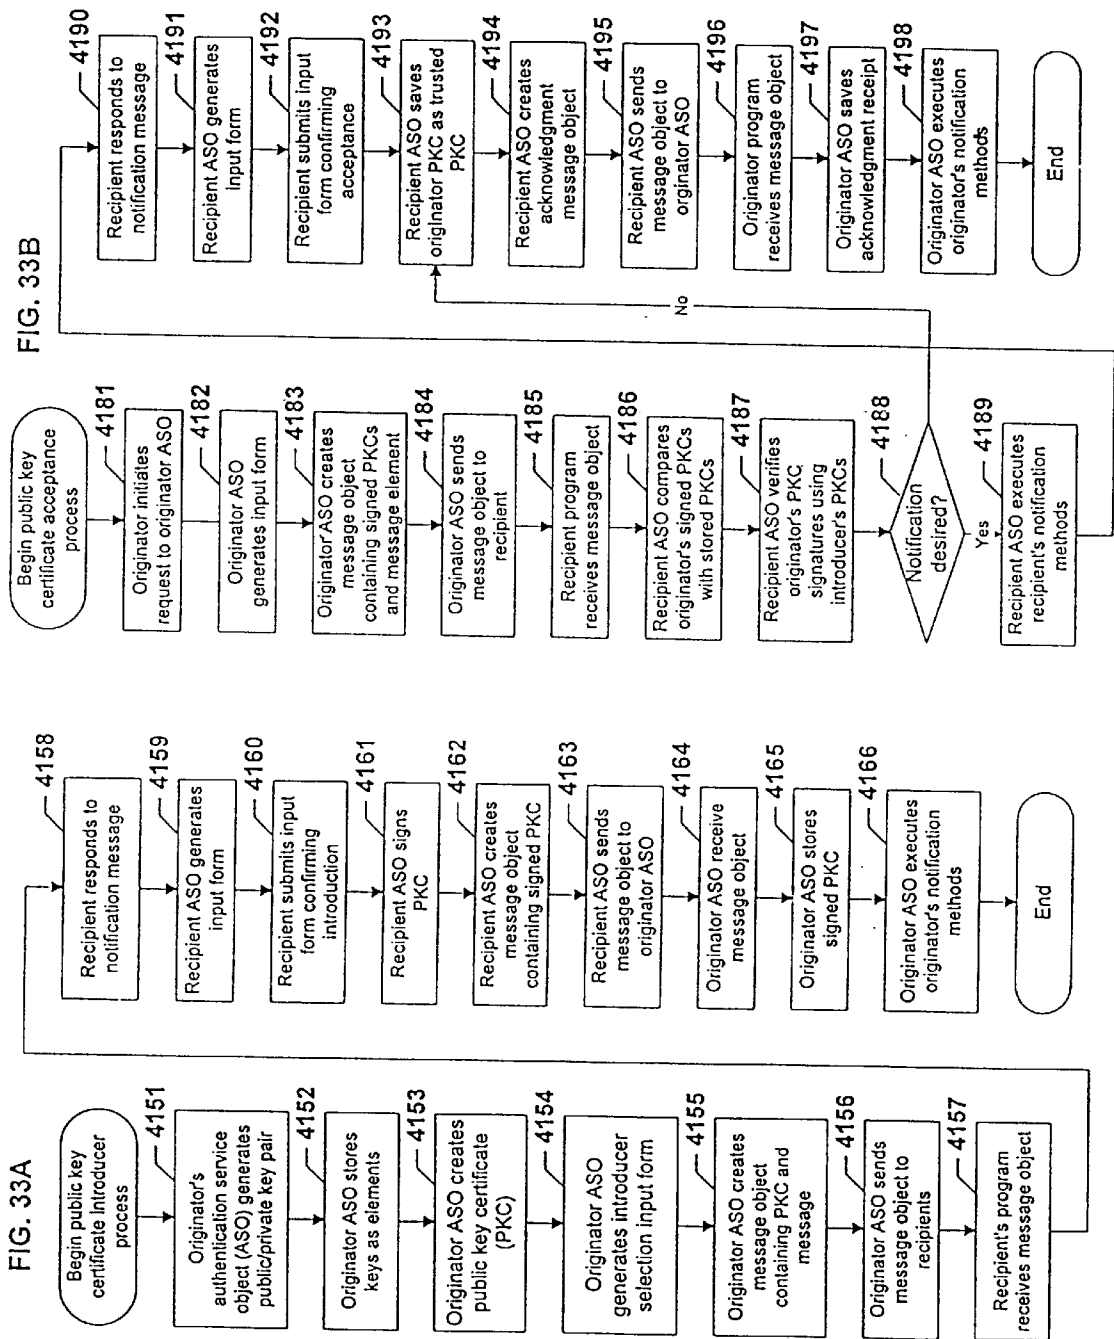 FIG. 33A
Begin public key
certificate Introducer
process
4151
Originator's
authentication service
object (ASO) generates
public/private key pair
4152
Originator ASO stores
keys as elements
4153
Originator ASO creates
public key certificate
(PKC)
4154
Originator ASO
generates introducer
selection input form
4155
Originator ASO creates
message object
containing PKC and
message
4156
Originator ASO sends
message object to
recipients
4157
Recipient's program
receives message object
4158
Recipient responds to
notification message
4159
Recipient ASO generates
input form
4160
Recipient submits input
form confirming
introduction
4161
Recipient ASO signs
PKC
4162
Recipient ASO creates
message object
containing signed PKC
4163
Recipient ASO sends
message object to
originator ASO
4164
Originator ASO receive
message object
4165
Originator ASO stores
signed PKC
4166
Originator ASO executes
originator's notification
methods
End
FIG. 33B
Begin public key
certificate acceptance
process
4181
Originator initiates
request to originator ASO
4182
Originator ASO
generates input form
4183
Originator ASO creates
message object
containing signed PKCs
and message element
4184
Originator ASO sends
message object to
recipient
4185
Recipient program
receives message object
4186
Recipient ASO compares
originator's signed PKCs
with stored PKCs
4187
Recipient ASO verifies
originator's PKC
signatures using
introducer's PKCs
4188
Notification
desired?
No
Yes
4189
Recipient ASO executes
recipient's notification
methods
4190
Recipient responds to
notification message
4191
Recipient ASO generates
Input form
4192
Recipient submits input
form confirming
acceptance
4193
Recipient ASO saves
originator PKC as trusted
PKC
4194
Recipient ASO creates
acknowledgment
message object
4195
Recipient ASO sends
message object to
orginator ASO
4196
Originator program
receives message object
4197
Originator ASO saves
acknowledgment receipt
4198
Originator ASO executes
originator's notification
methods
End